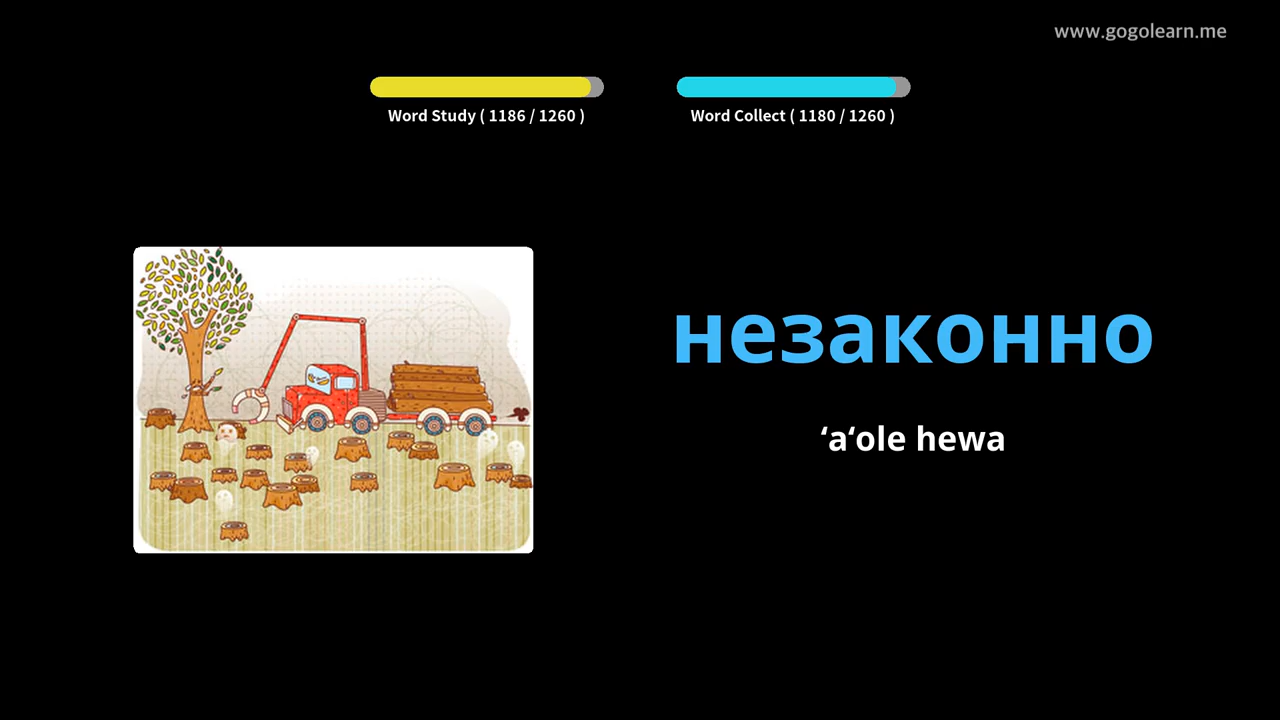 www.gogolearn.me
Word Study ( 1186 / 1260 )
Word Collect ( 1180 / 1260 )
незаконно
ʻaʻole hewa